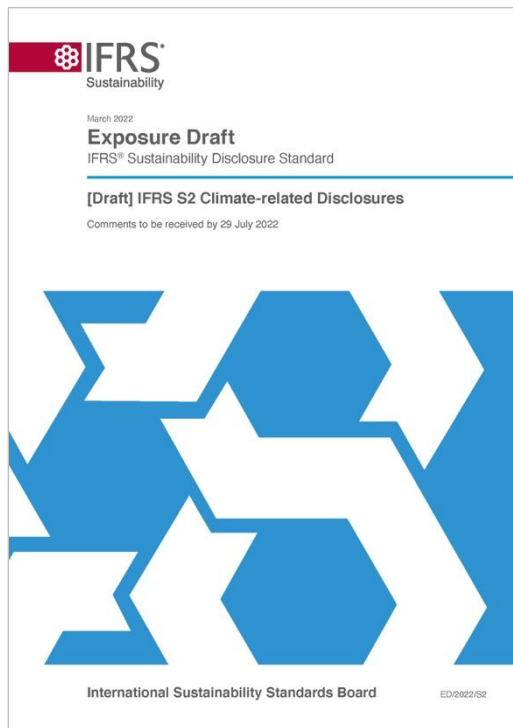 IFRS®
Sustainability
March 2022
Exposure Draft
IFRS® Sustainability Disclosure Standard
[Draft] IFRS S2 Climate-related Disclosures
Comments to be received by 29 July 2022
International Sustainability Standards Board
ED/2022/S2